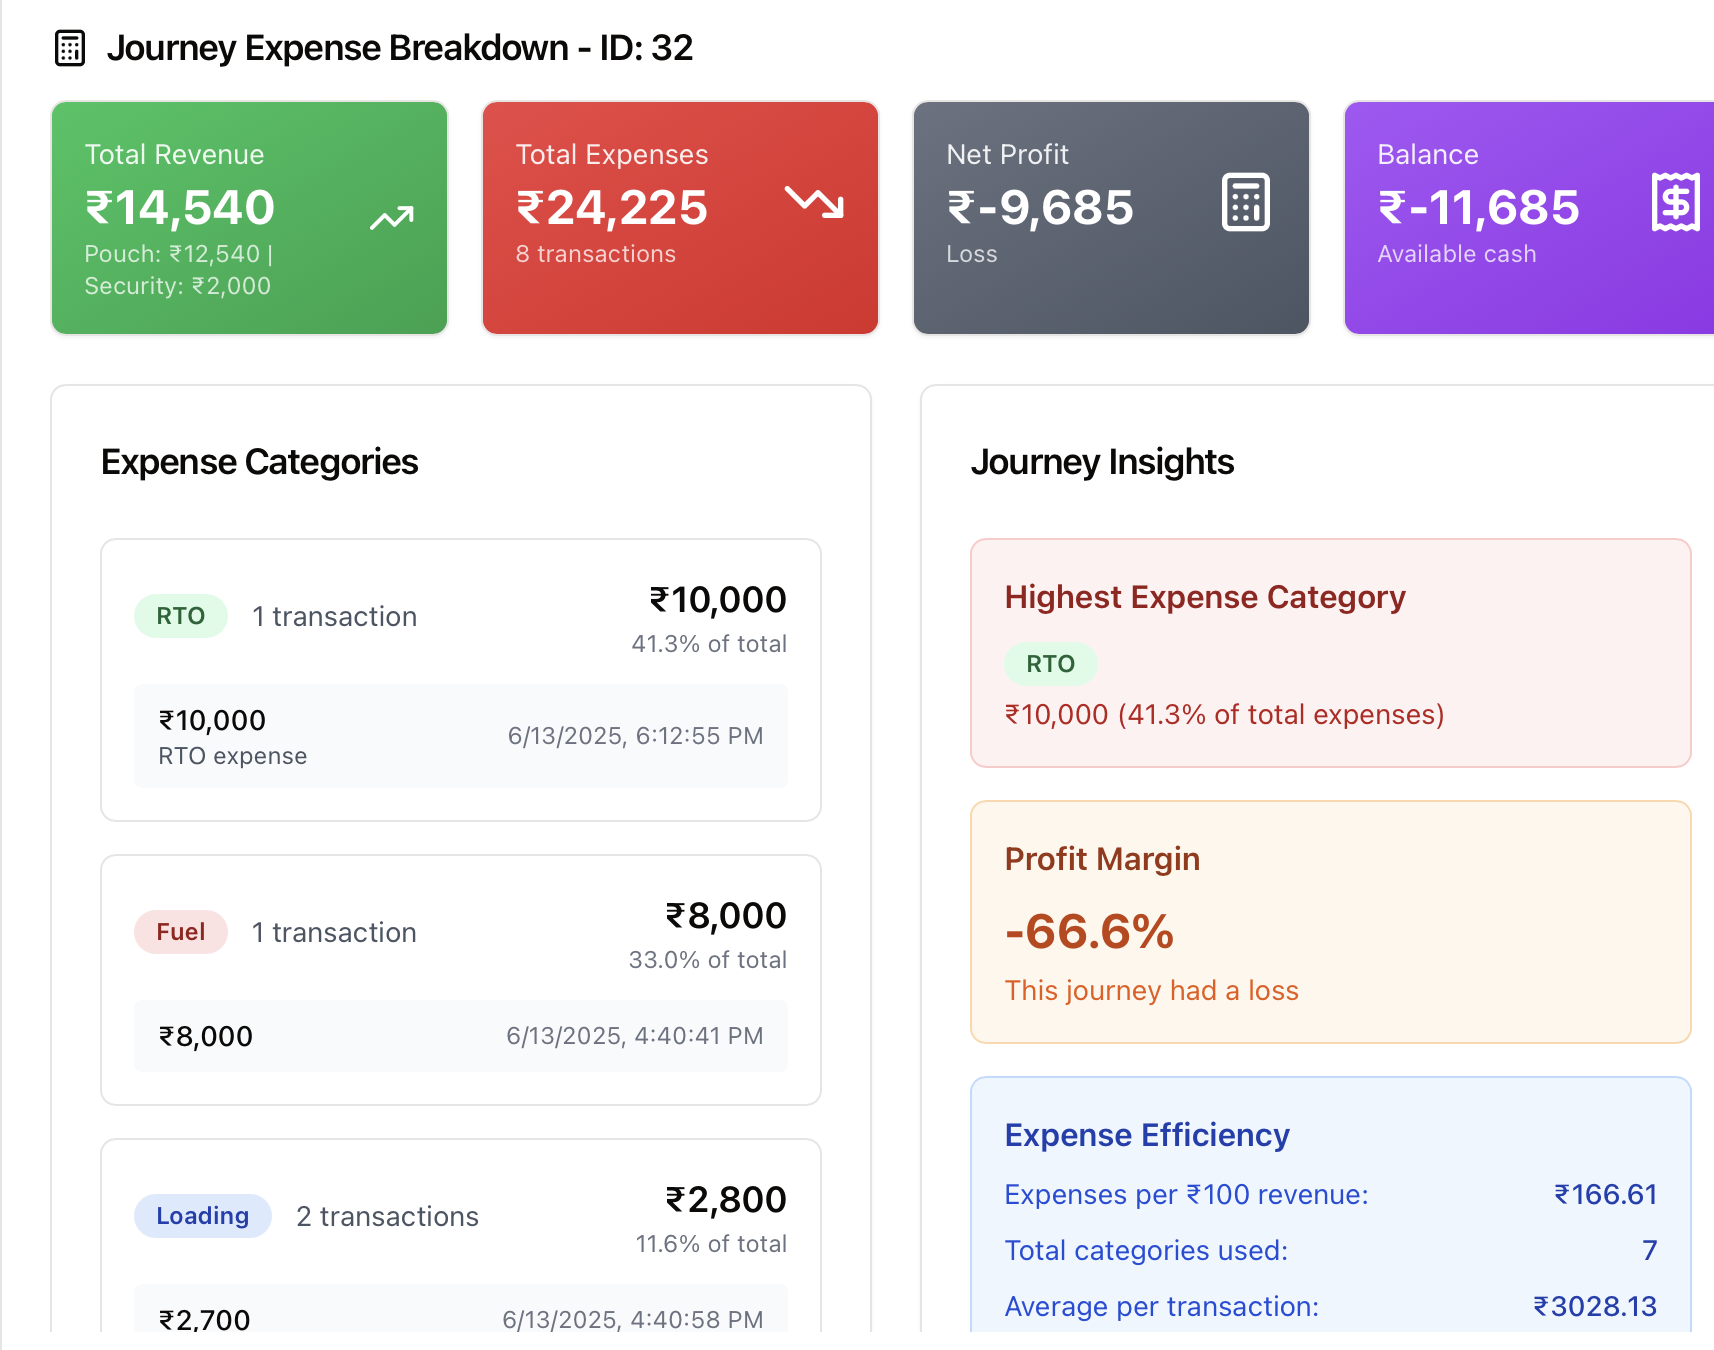 Journey Expense Breakdown - ID: 32
Total Revenue
₹14,540
Pouch: ₹12,540 |
Security: ₹2,000
Total Expenses
₹24,225
8 transactions
Net Profit
₹-9,685
Loss
Balance
₹-11,685
Available cash
Expense Categories
RTO 1 transaction
₹10,000
41.3% of total
₹10,000
RTO expense
6/13/2025, 6:12:55 PM
Fuel 1 transaction
₹8,000
33.0% of total
₹8,000 6/13/2025, 4:40:41 PM
Loading 2 transactions
₹2,800
11.6% of total
₹2,700 6/13/2025, 4:40:58 PM
Journey Insights
Highest Expense Category
RTO
₹10,000 (41.3% of total expenses)
Profit Margin
-66.6%
This journey had a loss
Expense Efficiency
Expenses per ₹100 revenue: ₹166.61
Total categories used: 7
Average per transaction: ₹3028.13